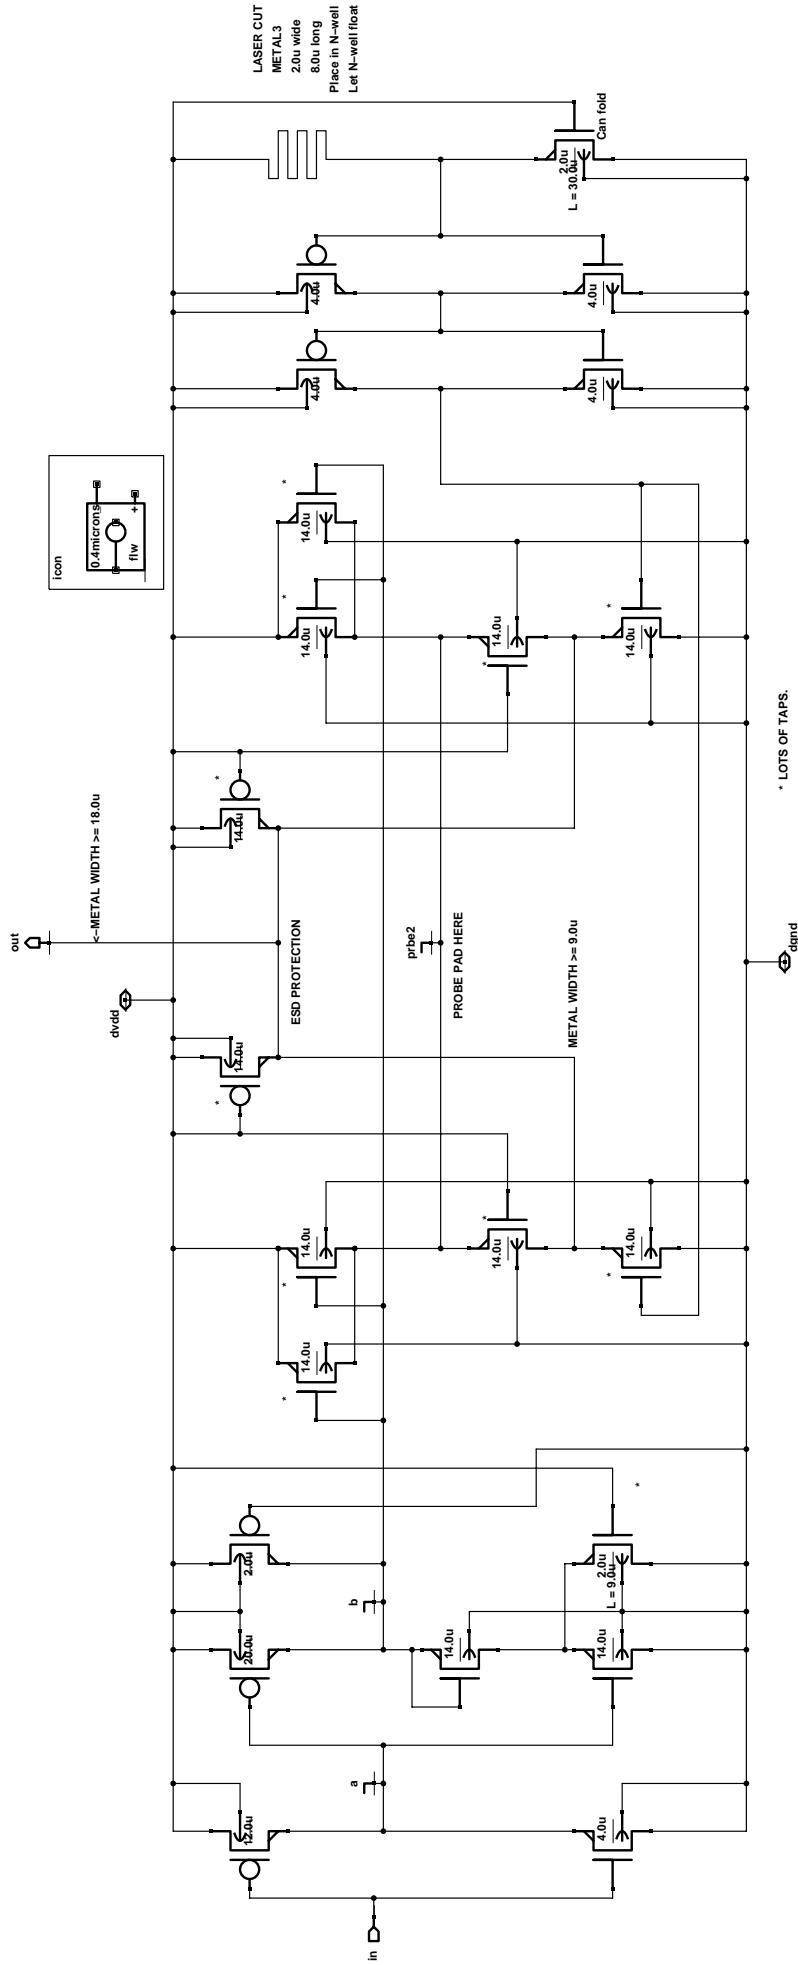 out
icon
<-METAL WIDTH >= 18.0u
0.4microns
dvdd
flw
+
*
*
14.0u
14.0u
12.0u
20.0u
2.0u
LASER CUT
METAL3
2.0u wide
8.0u long
Place in N-well
Let N-well float
*
*
*
*
ESD PROTECTION
14.0u
14.0u
14.0u
14.0u
4.0u
4.0u
a
b
in
prbe2
14.0u
PROBE PAD HERE
*
*
14.0u
14.0u
METAL WIDTH >= 9.0u
2.0u
L = 30.0u
Can fold
4.0u
14.0u
2.0u
L = 9.0u
*
*
14.0u
*
14.0u
4.0u
4.0u
* LOTS OF TAPS.
dgnd